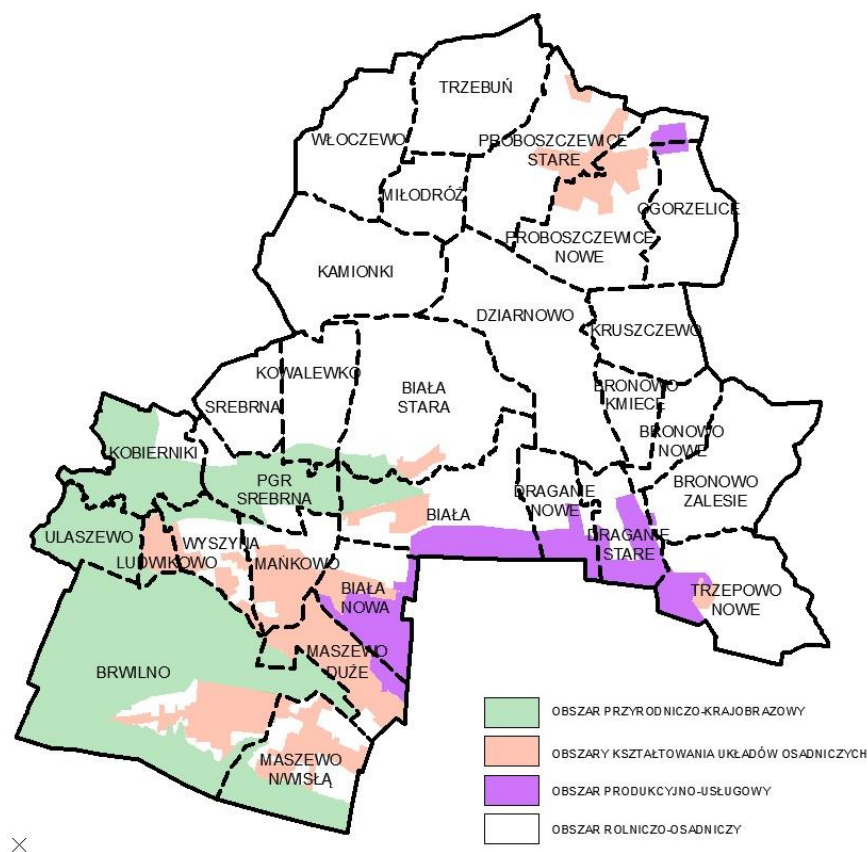 TRZEBUŃ
WŁOCZEWO
PROBOSZCZEWICE
STARE
MIŁODRÓŻ
OGORZELICE
PROBOSZCZEWICE
NOWE
KAMIONKI
DZIARNOWO
KRUSZCZEWO
KOWALEWKO
BIAŁA
STARA
BRONOWO
KMIECE
SREBRNA
BRONOWO
NOWE
KOBIERNIKI
PGR
SREBRNA
BRONOWO
ZALESIE
DRAGANIE
NOWE
BIAŁA
ULASZEWO
WYSZYNA
DRAGANIE
STARE
LUDWIKOWO
MAŃKOWO
BIAŁA
NOWA
TRZEPOWO
NOWE
BRWILNO
MASZEWO
DUŻE
MASZEWO
N/WISŁĄ
OBSZAR PRZYRODNICZO-KRAJOBRAZOWY
OBSZARY KSZTAŁTOWANIA UKŁADÓW OSADNICZYCH
OBSZAR PRODUKCYJNO-USŁUGOWY
OBSZAR ROLNICZO-OSADNICZY